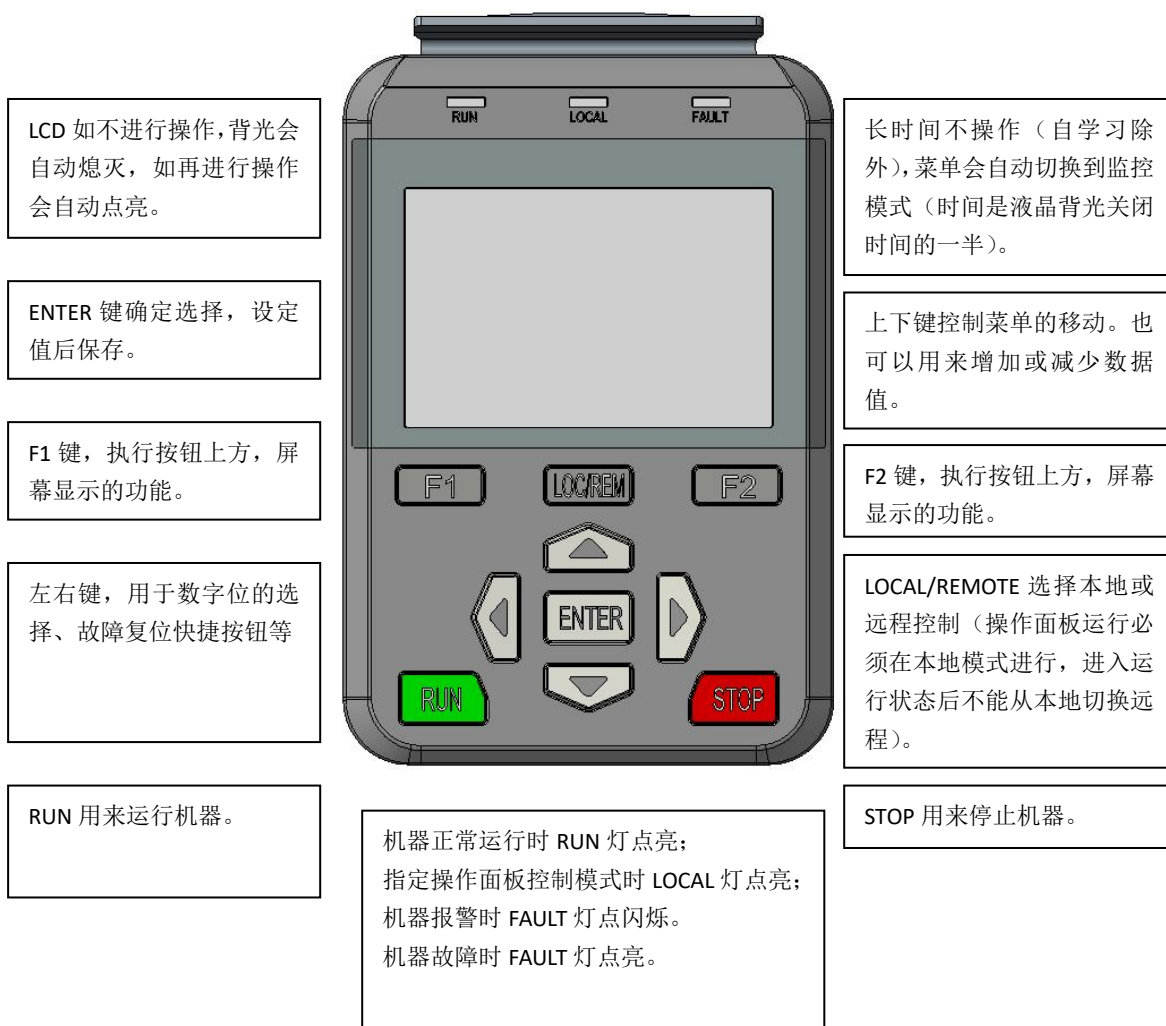 LCD 如不进行操作，背光会
自动熄灭，如再进行操作
会自动点亮。
ENTER 键确定选择，设定
值后保存。
F1 键，执行按钮上方，屏
幕显示的功能。
左右键，用于数字位的选
择、故障复位快捷按钮等
RUN 用来运行机器。
RUN
LOCAL
FAULT
F1
LOC/REM
F2
ENTER
RUN
STOP
机器正常运行时 RUN 灯点亮；
指定操作面板控制模式时 LOCAL 灯点亮；
机器报警时 FAULT 灯点闪烁。
机器故障时 FAULT 灯点亮。
长时间不操作（自学习除
外），菜单会自动切换到监控
模式（时间是液晶背光关闭
时间的一半）。
上下键控制菜单的移动。也
可以用来增加或减少数据
值。
F2 键，执行按钮上方，屏幕
显示的功能。
LOCAL/REMOTE 选择本地或
远程控制（操作面板运行必
须在本地模式进行，进入运
行状态后不能从本地切换远
程）。
STOP 用来停止机器。